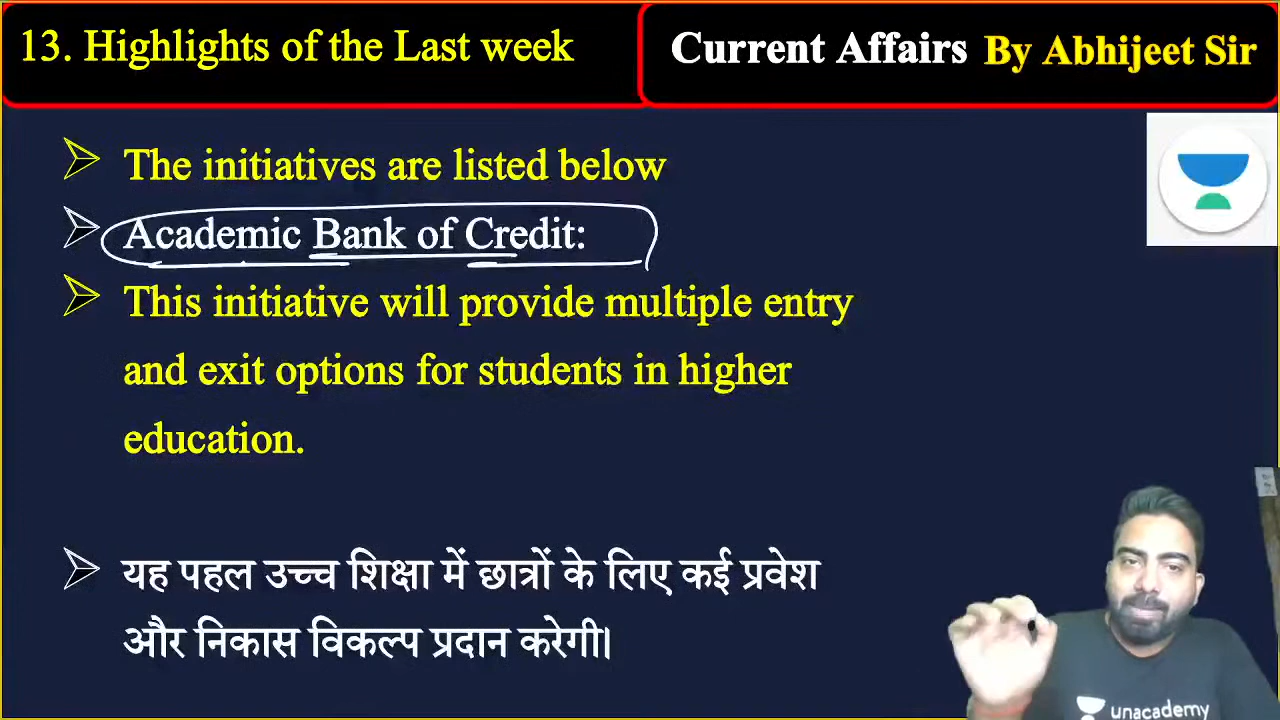 13. Highlights of the Last week
Current Affairs By Abhijeet Sir
The initiatives are listed below
Academic Bank of Credit:
This initiative will provide multiple entry
and exit options for students in higher
education.
यह पहल उच्च शिक्षा में छात्रों के लिए कई प्रवेश
और निकास विकल्प प्रदान करेगी।
unacademy